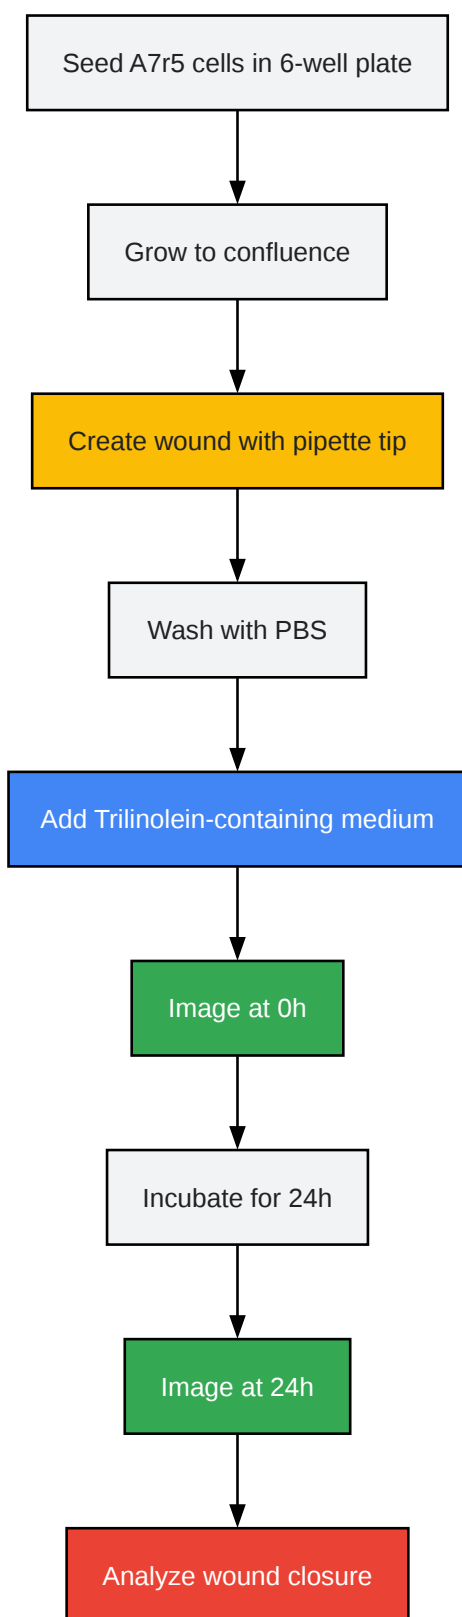 Seed A7r5 cells in 6-well plate
Grow to confluence
Create wound with pipette tip
Wash with PBS
Add Trilinolein-containing medium
Image at 0h
Incubate for 24h
Image at 24h
Analyze wound closure